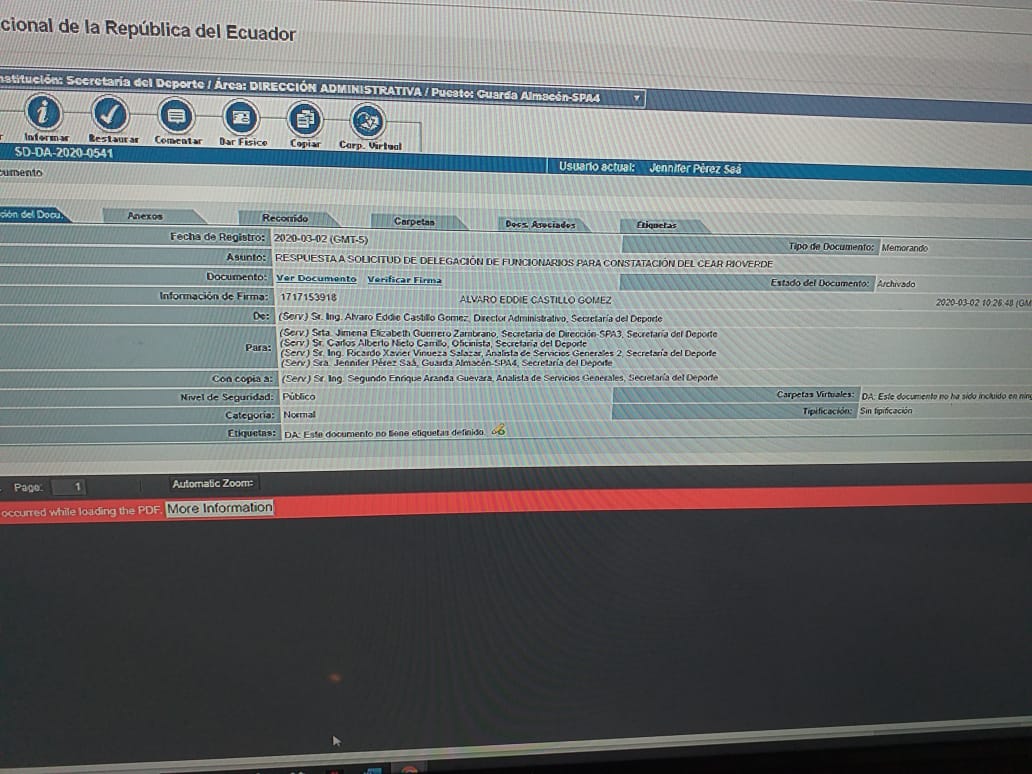 cional de la República del Ecuador
nstitución: Secretaría del Deporte / Área: DIRECCIÓN ADMINISTRATIVA / Puesto: Guarda Almacén-SPA4
Informar Restaurar Comentar Dar Físico Copiar Carp. Virtual
SD-DA-2020-0541 Usuario actual: Jennifer Pérez Saá
cumento
ción del Docu. Anexos Recorrido Carpetas Docs. Asociados Etiquetas
Fecha de Registro: 2020-03-02 (GMT-5) Tipo de Documento: Memorando
Asunto: RESPUESTA A SOLICITUD DE DELEGACIÓN DE FUNCIONARIOS PARA CONSTATACIÓN DEL CEAR RIOVERDE
Documento: Ver Documento Verificar Firma Estado del Documento: Archivado
Información de Firma: 1717153918 ALVARO EDDIE CASTILLO GOMEZ 2020-03-02 10:26:48 (GM
De: (Serv.) Sr. Ing. Alvaro Eddie Castillo Gomez, Director Administrativo, Secretaría del Deporte
(Serv.) Srta. Jimena Elizabeth Guerrero Zambrano, Secretaria de Dirección-SPA3, Secretaría del Deporte
(Serv.) Sr. Carlos Alberto Nieto Carrillo, Oficinista, Secretaría del Deporte
Para: (Serv.) Sr. Ing. Ricardo Xavier Vinueza Salazar, Analista de Servicios Generales 2, Secretaría del Deporte
(Serv.) Sra. Jennifer Pérez Saá, Guarda Almacén-SPA4, Secretaría del Deporte
Con copia a: (Serv.) Sr. Ing. Segundo Enrique Aranda Guevara, Analista de Servicios Generales, Secretaría del Deporte
Nivel de Seguridad: Público Carpetas Virtuales: DA: Este documento no ha sido incluido en ning
Categoría: Normal Tipificación: Sin tipificación
Etiquetas: DA: Este documento no tiene etiquetas definido.
Page: 1 Automatic Zoom:
occurred while loading the PDF. More Information